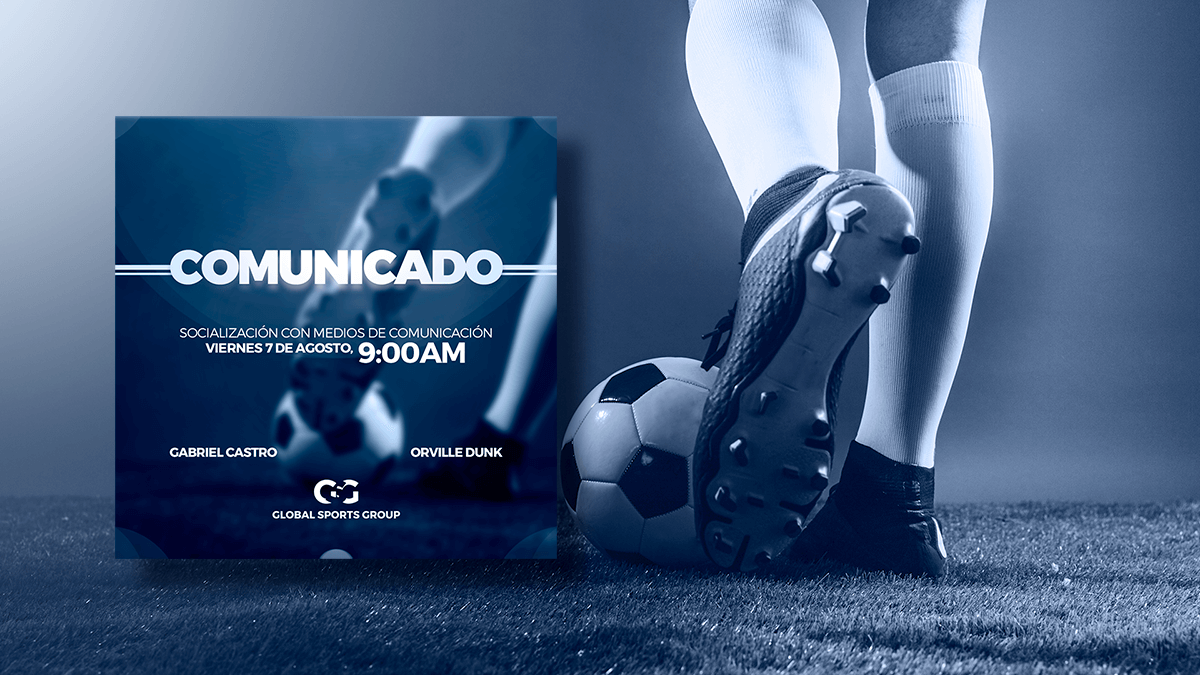 COMUNICADO
SOCIALIZACIÓN CON MEDIOS DE COMUNICACIÓN
VIERNES 7 DE AGOSTO, 9:00AM
GABRIEL CASTRO
ORVILLE DUNK
GSG
GLOBAL SPORTS GROUP